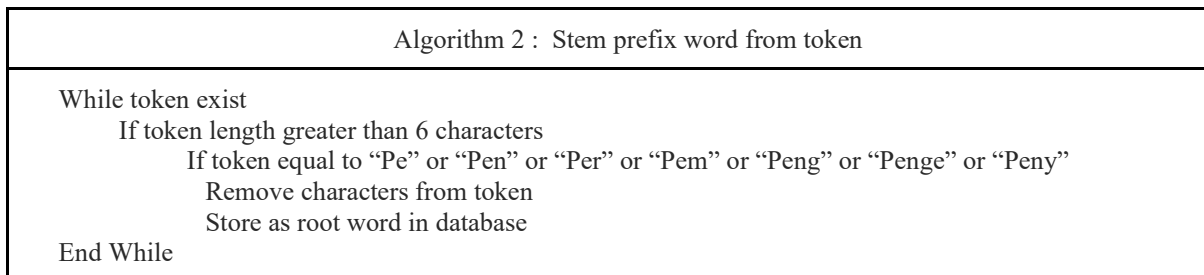 Algorithm 2 : Stem prefix word from token
While token exist
If token length greater than 6 characters
If token equal to “Pe” or “Pen” or “Per” or “Pem” or “Peng” or “Penge” or “Peny”
Remove characters from token
Store as root word in database
End While